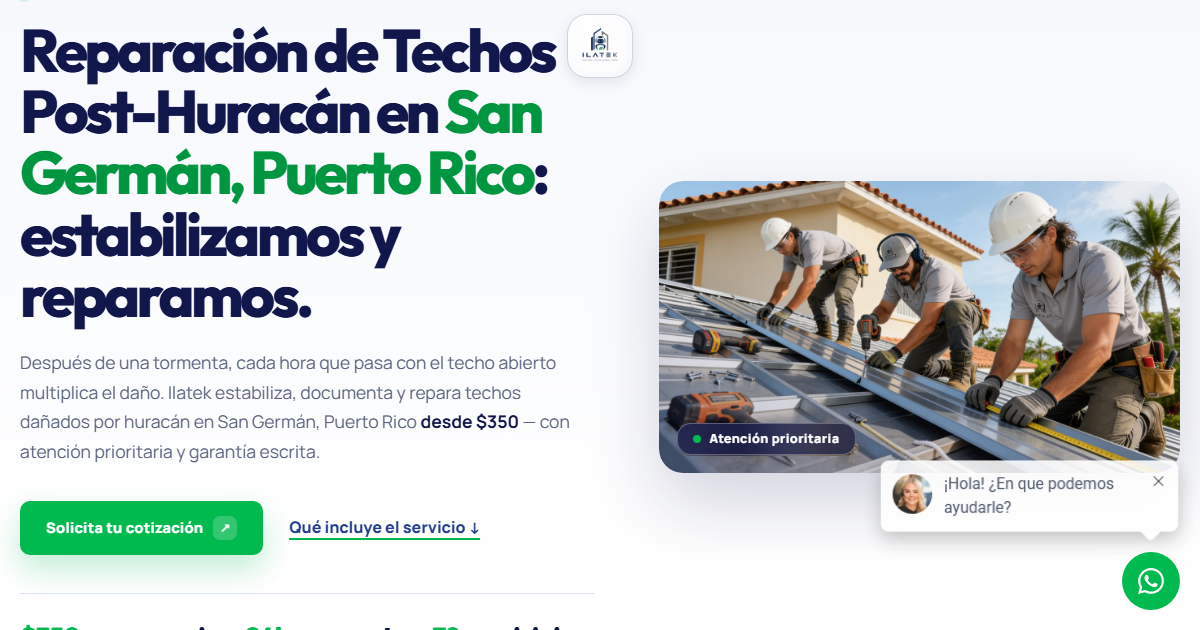 Reparación de Techos
Post-Huracán en San
Germán, Puerto Rico:
estabilizamos y
reparamos.
ILATEK
Después de una tormenta, cada hora que pasa con el techo abierto
multiplica el daño. Ilatek estabiliza, documenta y repara techos
dañados por huracán en San Germán, Puerto Rico desde $350 — con
atención prioritaria y garantía escrita.
Solicita tu cotización ↗
Qué incluye el servicio ↓
Atención prioritaria
¡Hola! ¿En que podemos
ayudarle?